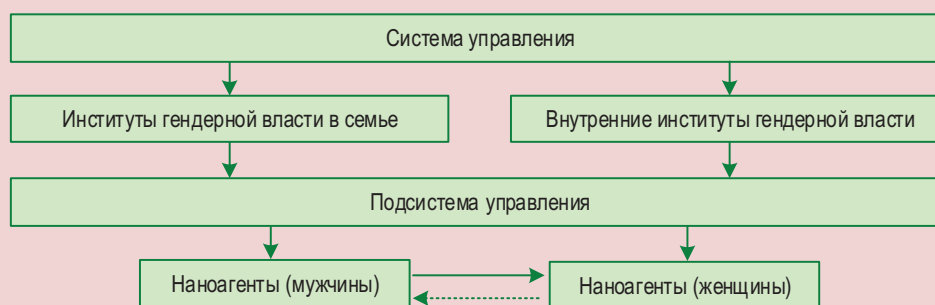 Система управления
Институты гендерной власти в семье
Внутренние институты гендерной власти
Подсистема управления
Наноагенты (мужчины)
Наноагенты (женщины)